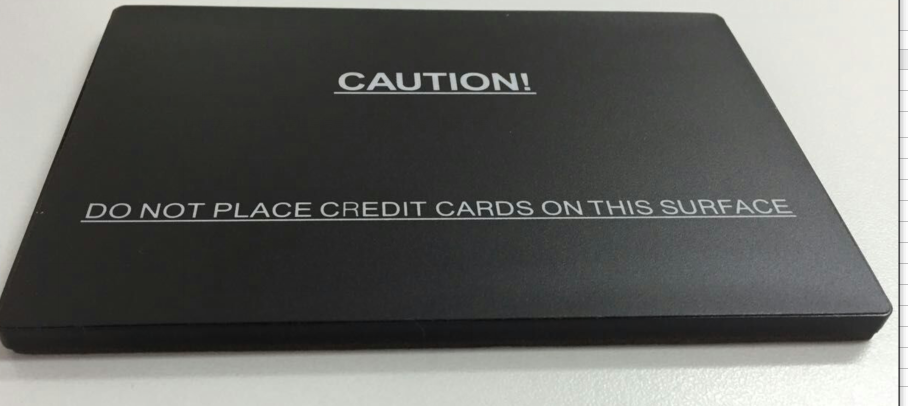 CAUTION!
DO NOT PLACE CREDIT CARDS ON THIS SURFACE